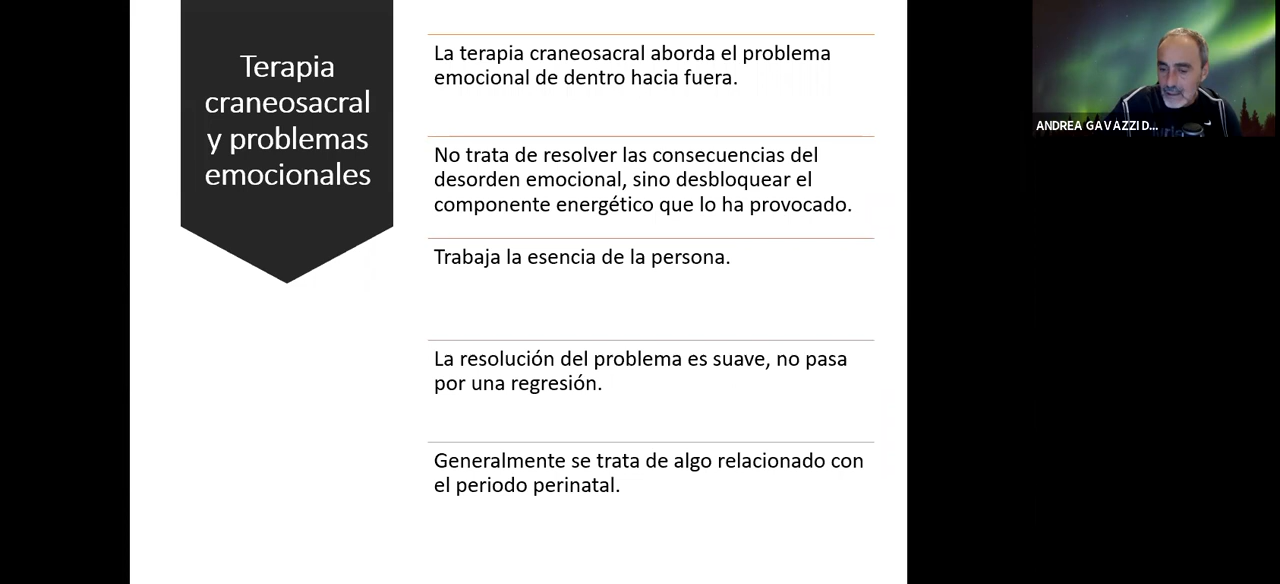 Terapia
craneosacral
y problemas
emocionales
La terapia craneosacral aborda el problema
emocional de dentro hacia fuera.
No trata de resolver las consecuencias del
desorden emocional, sino desbloquear el
componente energético que lo ha provocado.
Trabaja la esencia de la persona.
La resolución del problema es suave, no pasa
por una regresión.
Generalmente se trata de algo relacionado con
el periodo perinatal.
ANDREA GAVAZZI D...